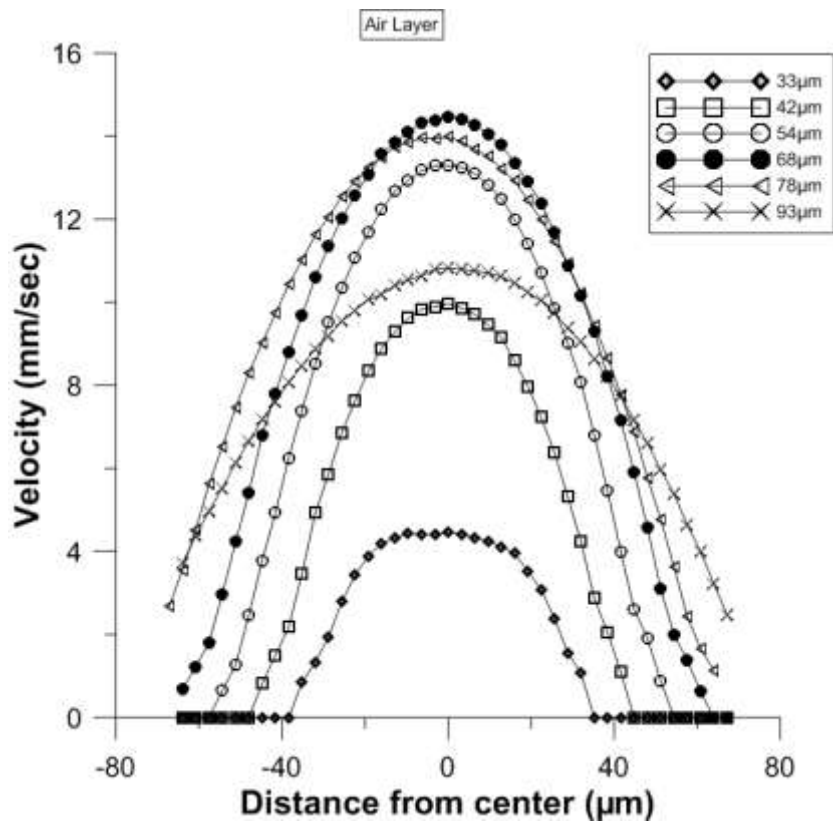 Air Layer
33µm
42µm
54µm
68µm
78µm
93µm
16
12
8
4
0
Velocity (mm/sec)
-80 -40 0 40 80
Distance from center (µm)